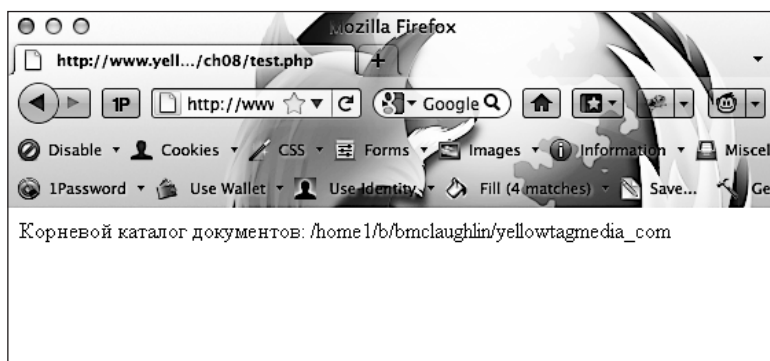 Mozilla Firefox
http://www.yell.../ch08/test.php
1P http://www Google
Disable Cookies CSS Forms Images Information Miscel
1Password Use Wallet Use Identity Fill (4 matches) Save... Ge
Корневой каталог документов: /home1/b/bmclaughlin/yellowtagmedia_com